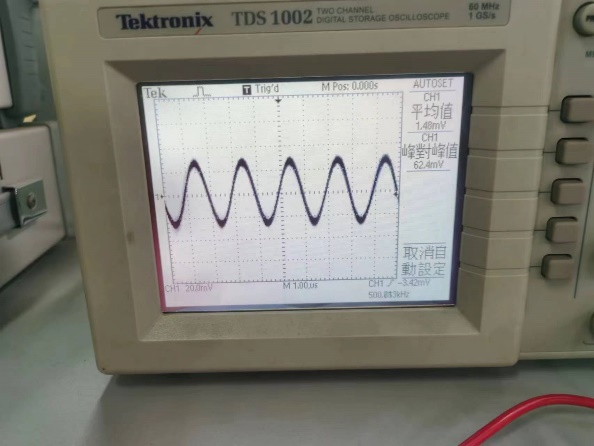 Tektronix TDS 1002 TWO CHANNEL DIGITAL STORAGE OSCILLOSCOPE
60 MHz
1 GS/s
Tek T Trig'd M Pos: 0.000s AUTOSET
CH1
平均值
1.48mV
CH1
峰對峰值
62.4mV
取消自
動設定
CH1 20.0mV M 1.00us CH1 / -3.42mV